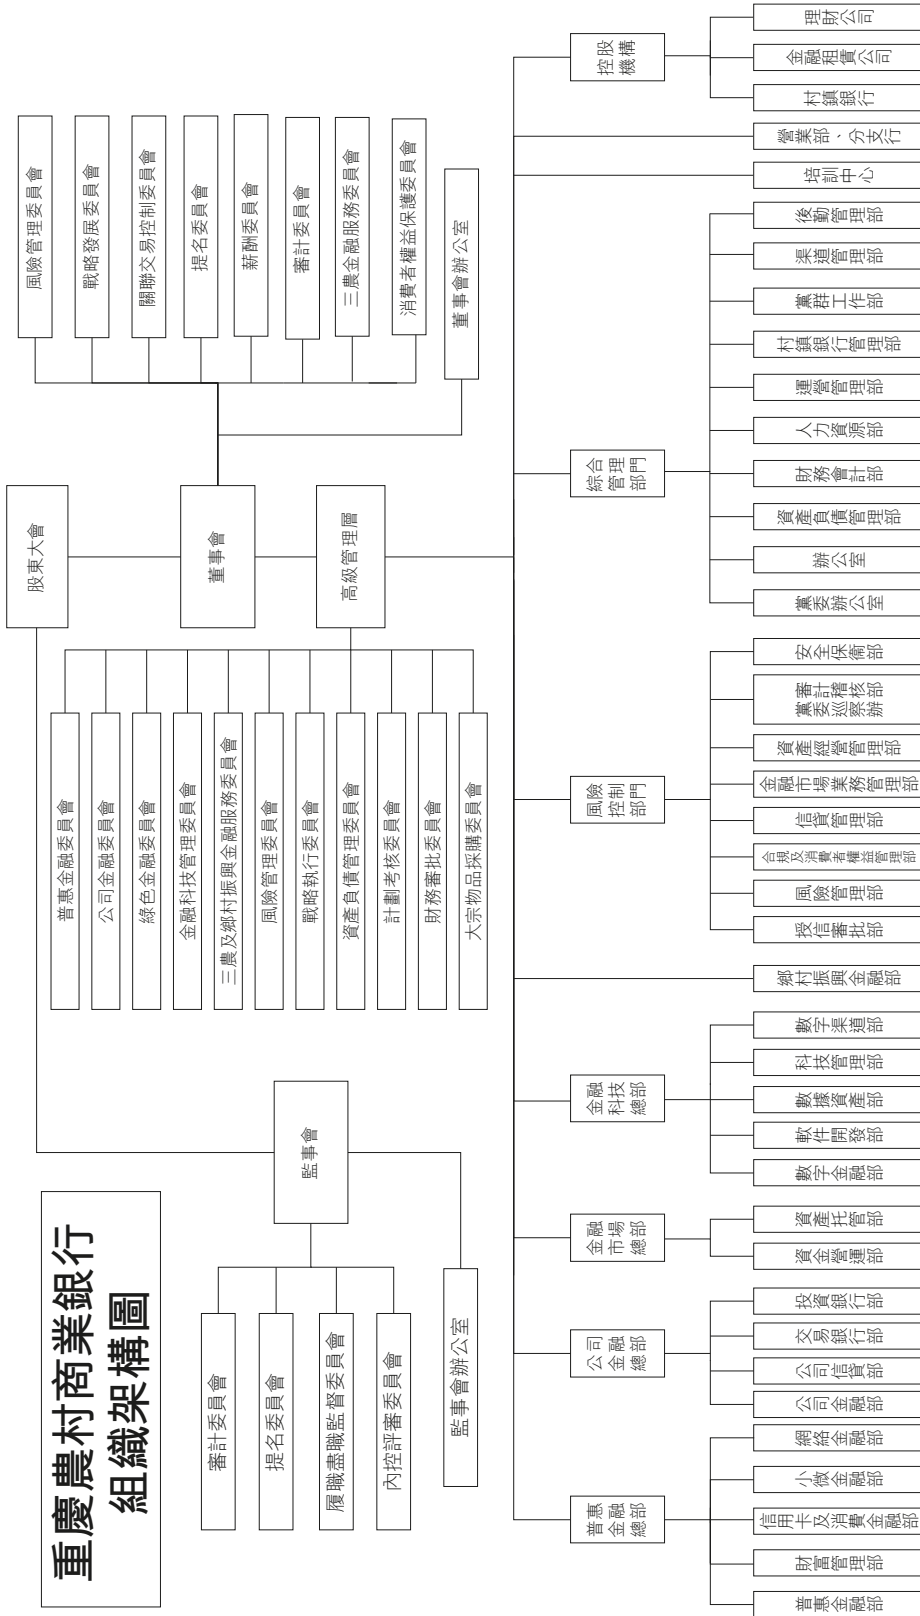 重慶農村商業銀行
組織架構圖
股東大會
監事會
董事會
高級管理層
審計委員會
提名委員會
履職盡職監督委員會
內控評審委員會
監事會辦公室
風險管理委員會
戰略發展委員會
關聯交易控制委員會
提名委員會
薪酬委員會
審計委員會
三農金融服務委員會
消費者權益保護委員會
董事會辦公室
普惠金融委員會
公司金融委員會
綠色金融委員會
金融科技管理委員會
三農及鄉村振興金融服務委員會
風險管理委員會
戰略執行委員會
資產負債管理委員會
計劃考核委員會
財務審批委員會
大宗物品採購委員會
普惠
金融
總部
普惠金融部
財富管理部
信用卡及消費金融部
小微金融部
網絡金融部
公司
金融
總部
公司金融部
公司信貸部
交易銀行部
投資銀行部
金融
市場
總部
資金營運部
資產托管部
金融
科技
總部
數字金融部
軟件開發部
數據資產部
科技管理部
數字渠道部
鄉村振興金融部
風險
控制
部門
授信審批部
風險管理部
合規及消費者權益管理部
信貸管理部
金融市場業務管理部
資產經營管理部
審計稽核部
黨委巡察辦
安全保衞部
綜合
管理
部門
黨委辦公室
辦公室
資產負債管理部
財務會計部
人力資源部
運營管理部
村鎮銀行管理部
黨群工作部
渠道管理部
後勤管理部
培訓中心
營業部、分支行
控股
機構
村鎮銀行
金融租賃公司
理財公司